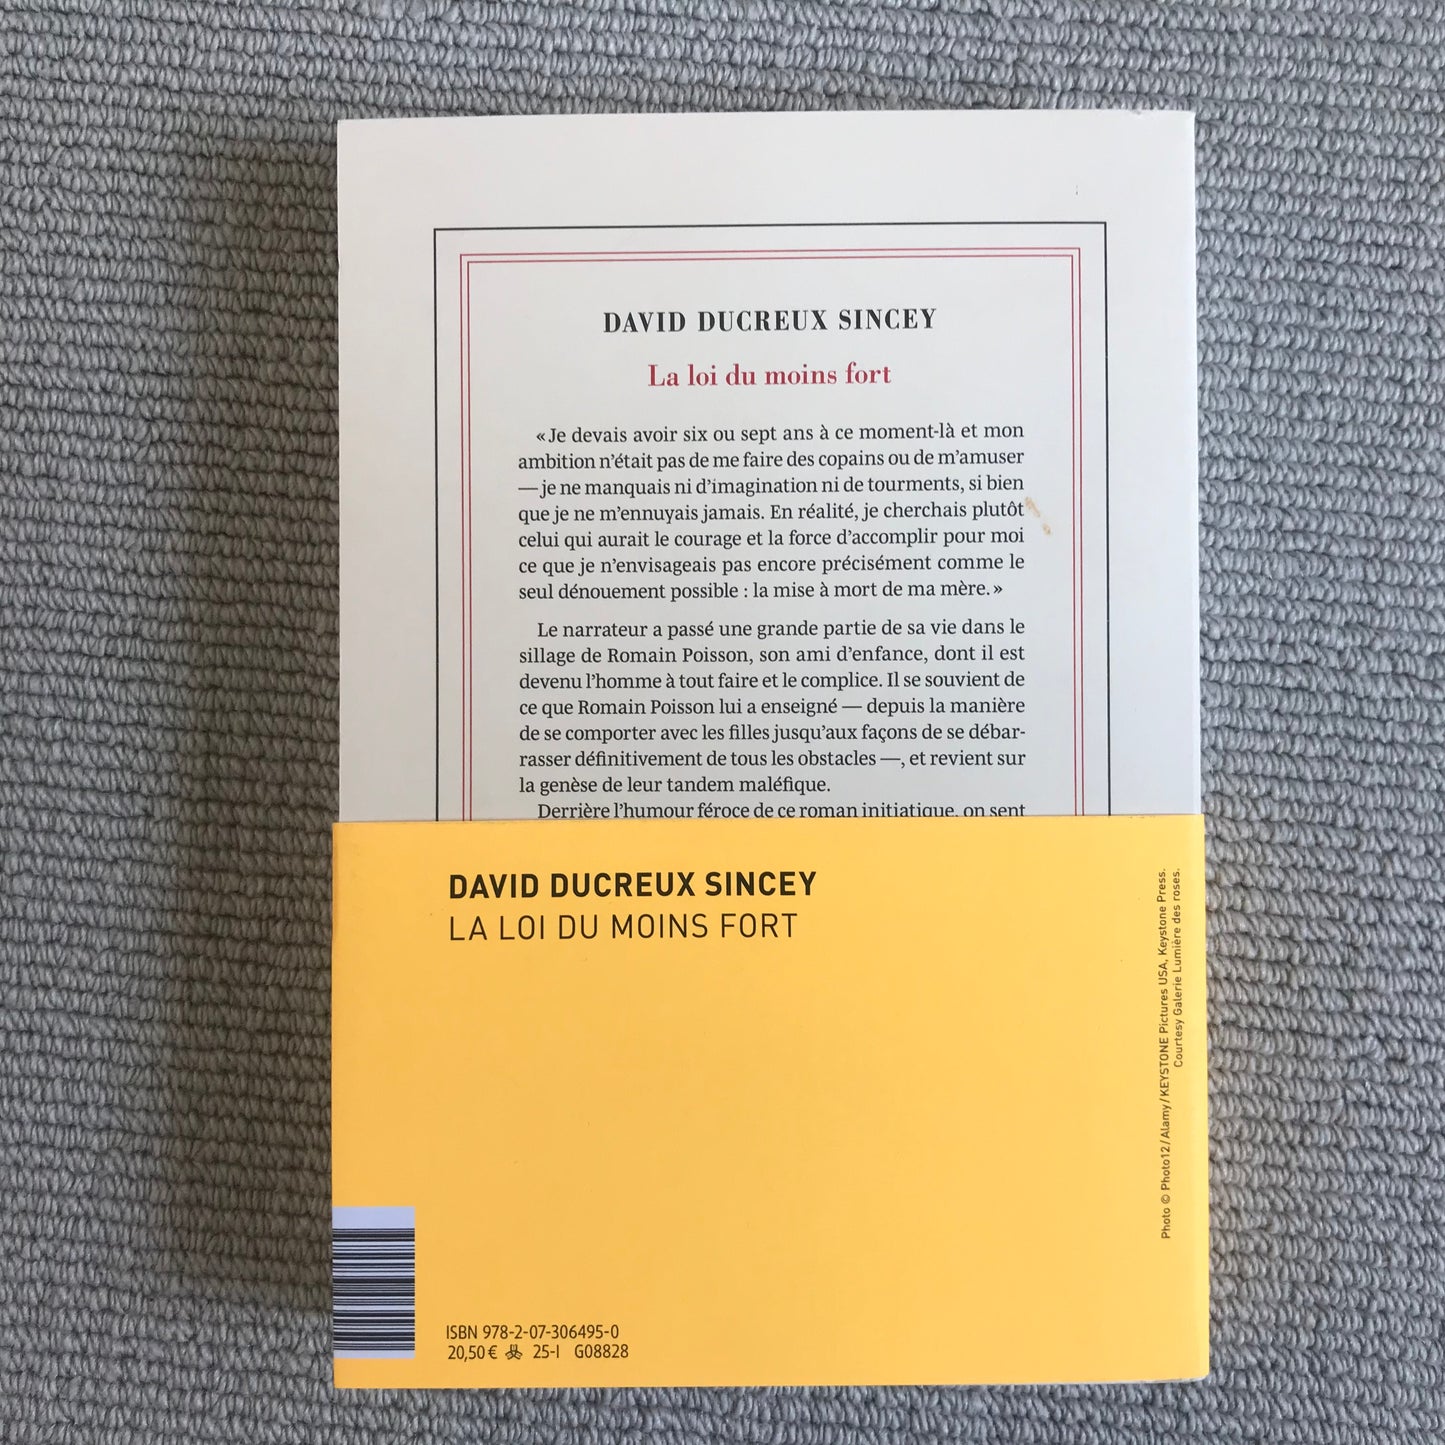 DAVID DUCREUX SINCEY
La loi du moins fort
« Je devais avoir six ou sept ans à ce moment-là et mon
ambition n'était pas de me faire des copains ou de m'amuser
— je ne manquais ni d'imagination ni de tourments, si bien
que je ne m'ennuyais jamais. En réalité, je cherchais plutôt
celui qui aurait le courage et la force d'accomplir pour moi
ce que je n'envisageais pas encore précisément comme le
seul dénouement possible : la mise à mort de ma mère. »
Le narrateur a passé une grande partie de sa vie dans le
sillage de Romain Poisson, son ami d'enfance, dont il est
devenu l'homme à tout faire et le complice. Il se souvient de
ce que Romain Poisson lui a enseigné — depuis la manière
de se comporter avec les filles jusqu'aux façons de se débar-
rasser définitivement de tous les obstacles —, et revient sur
la genèse de leur tandem maléfique.
Derrière l'humour féroce de ce roman initiatique, on sent
DAVID DUCREUX SINCEY
LA LOI DU MOINS FORT
Photo © Photo12/Alamy/KEYSTONE Pictures USA, Keystone Press.
Courtesy Galerie Lumière des roses.
ISBN 978-2-07-306495-0
20,50 € 25-I G08828